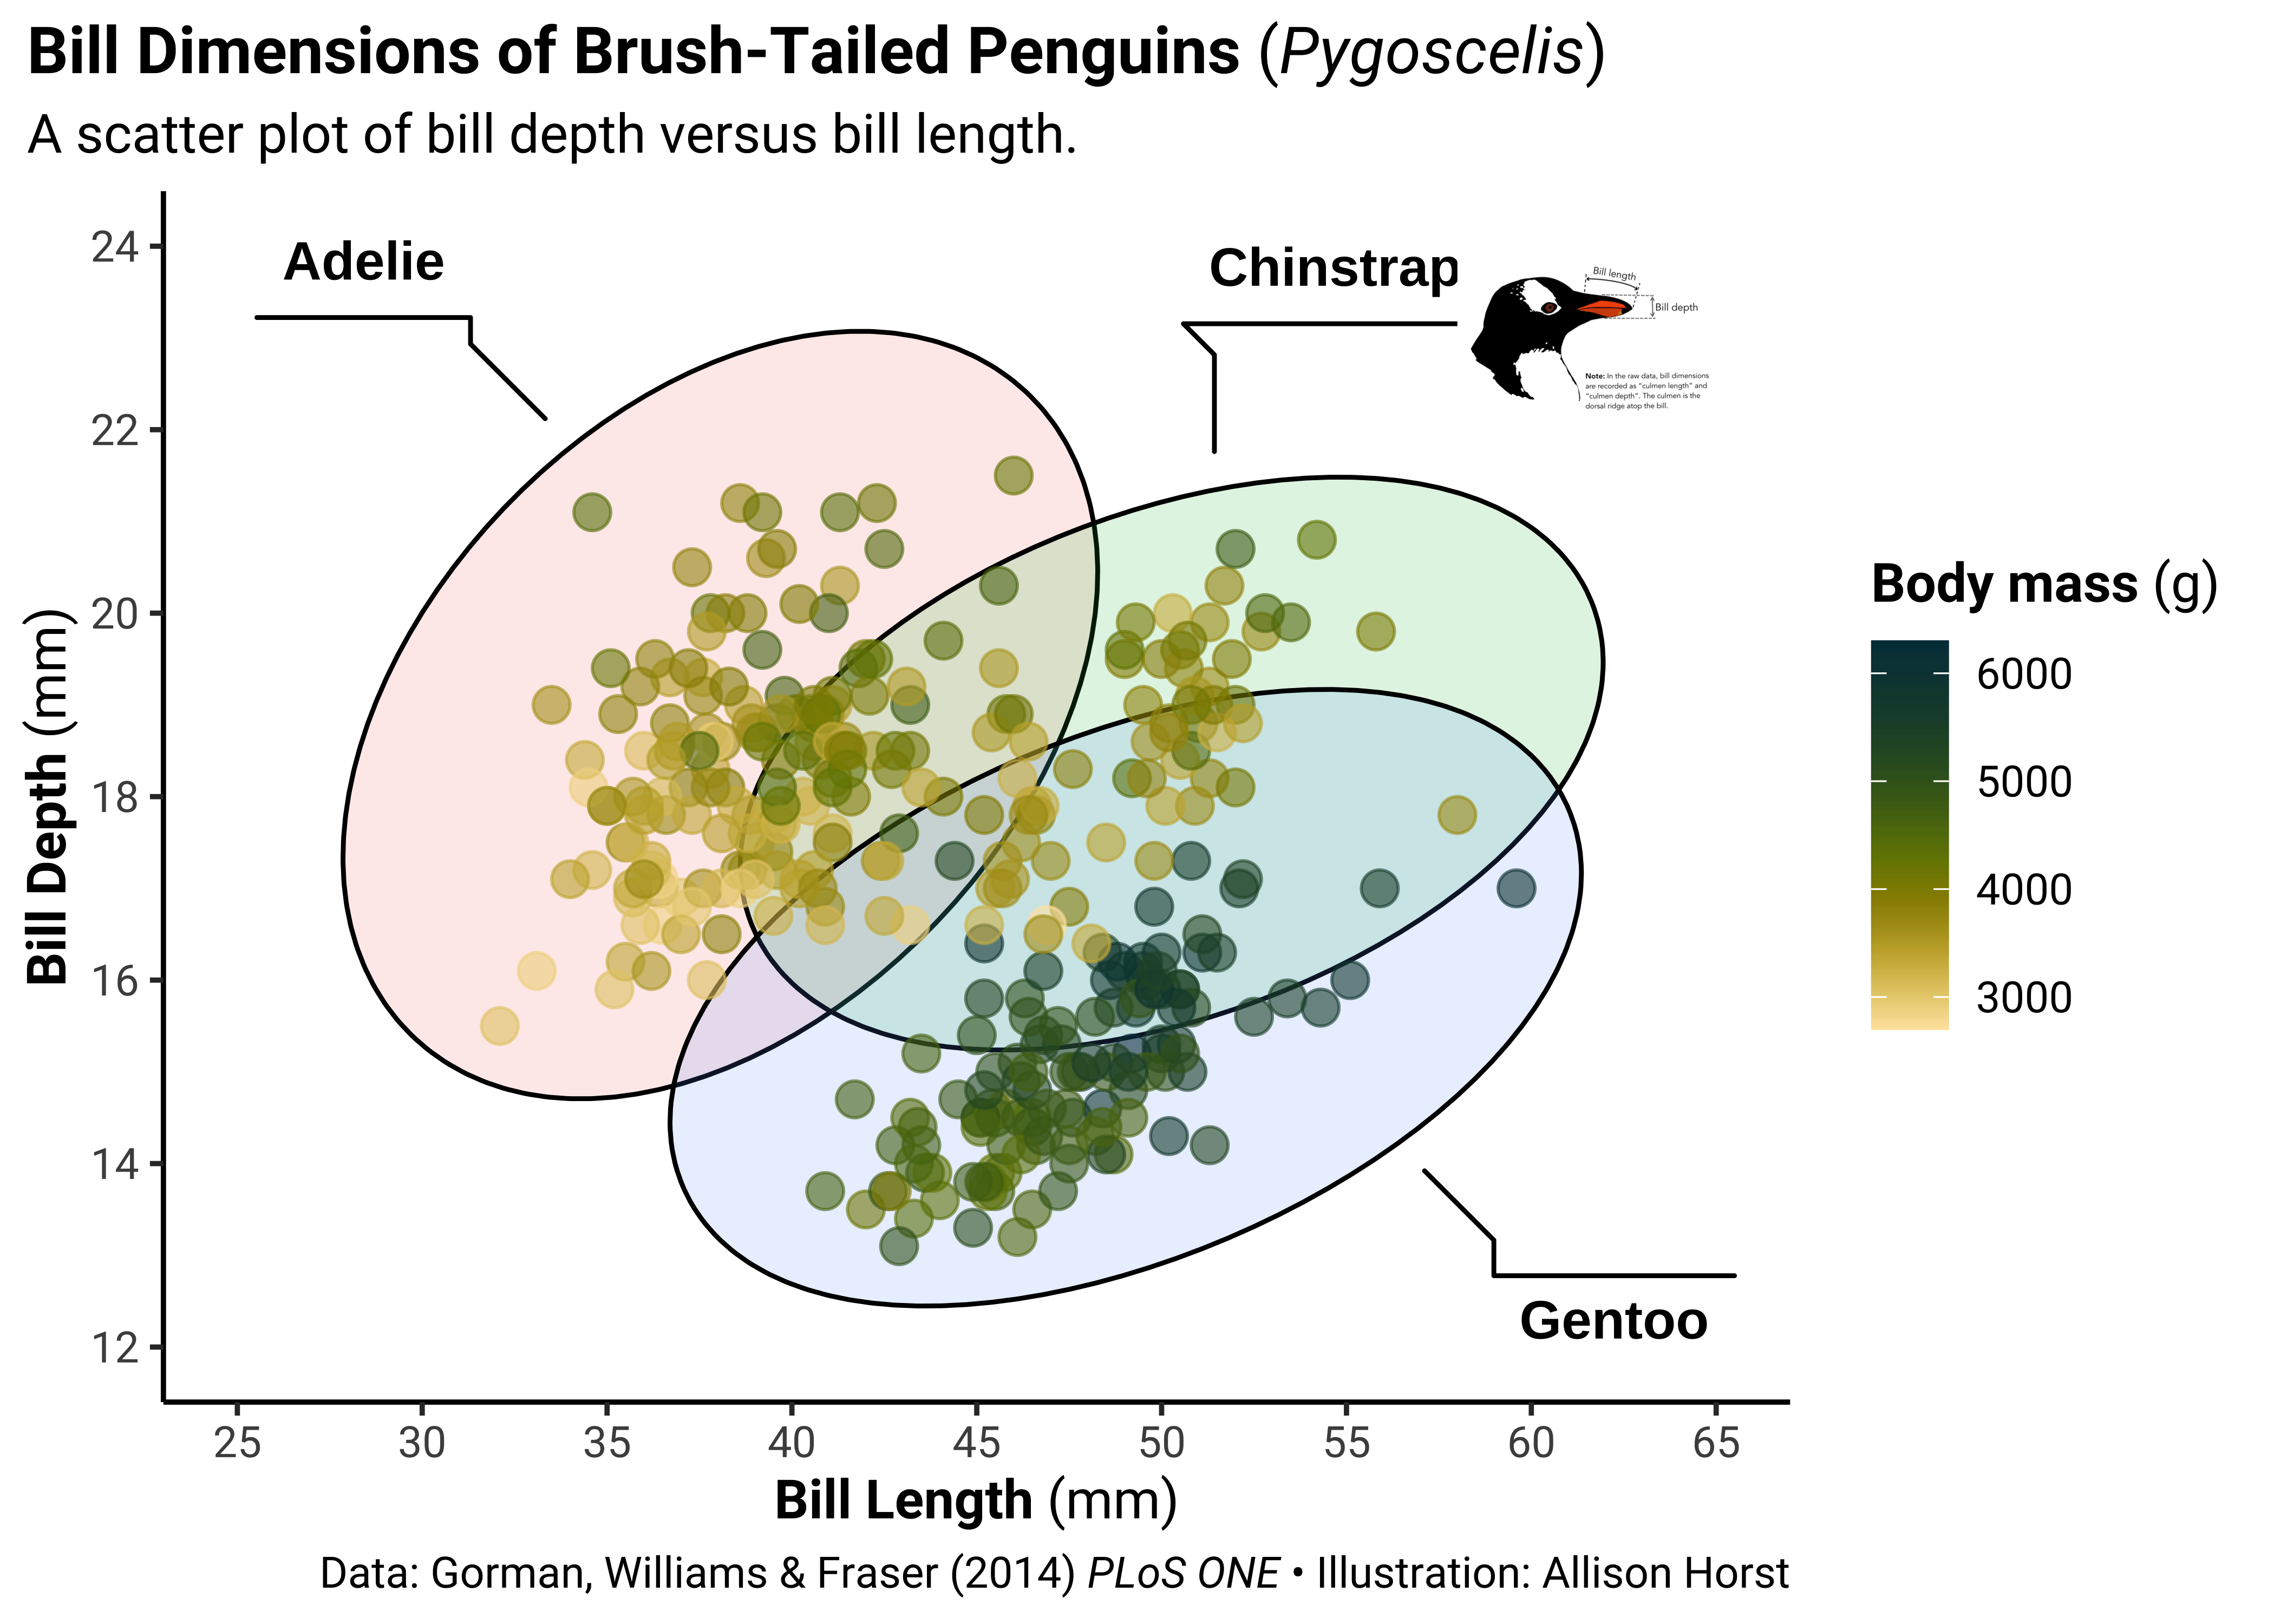 Bill Dimensions of Brush-Tailed Penguins (Pygoscelis)
A scatter plot of bill depth versus bill length.
Adelie
Chinstrap
Bill length
Bill depth
Note: In the raw data, bill dimensions
are recorded as "culmen length" and
"culmen depth". The culmen is the
dorsal ridge atop the bill.
24
22
20
18
16
14
12
Bill Depth (mm)
Body mass (g)
6000
5000
4000
3000
Gentoo
25 30 35 40 45 50 55 60 65
Bill Length (mm)
Data: Gorman, Williams & Fraser (2014) PLoS ONE • Illustration: Allison Horst